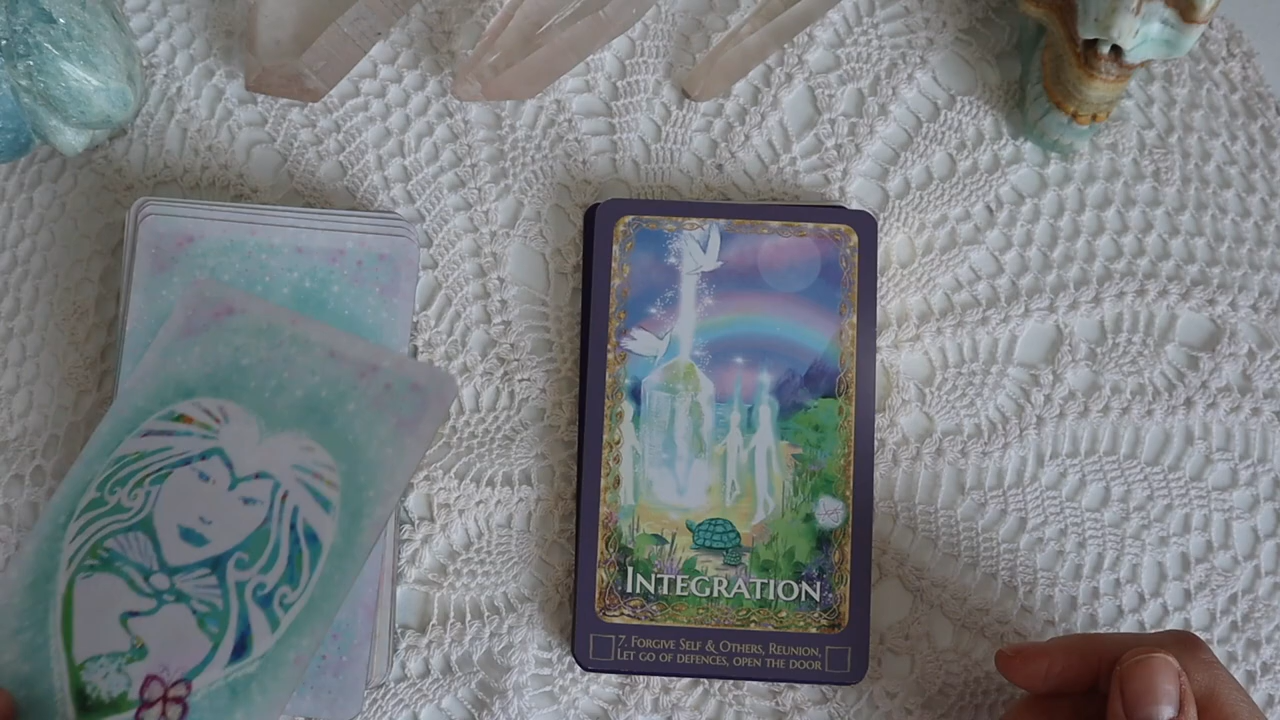 INTEGRATION
7. FORGIVE SELF & OTHERS, REUNION,
LET GO OF DEFENCES, OPEN THE DOOR